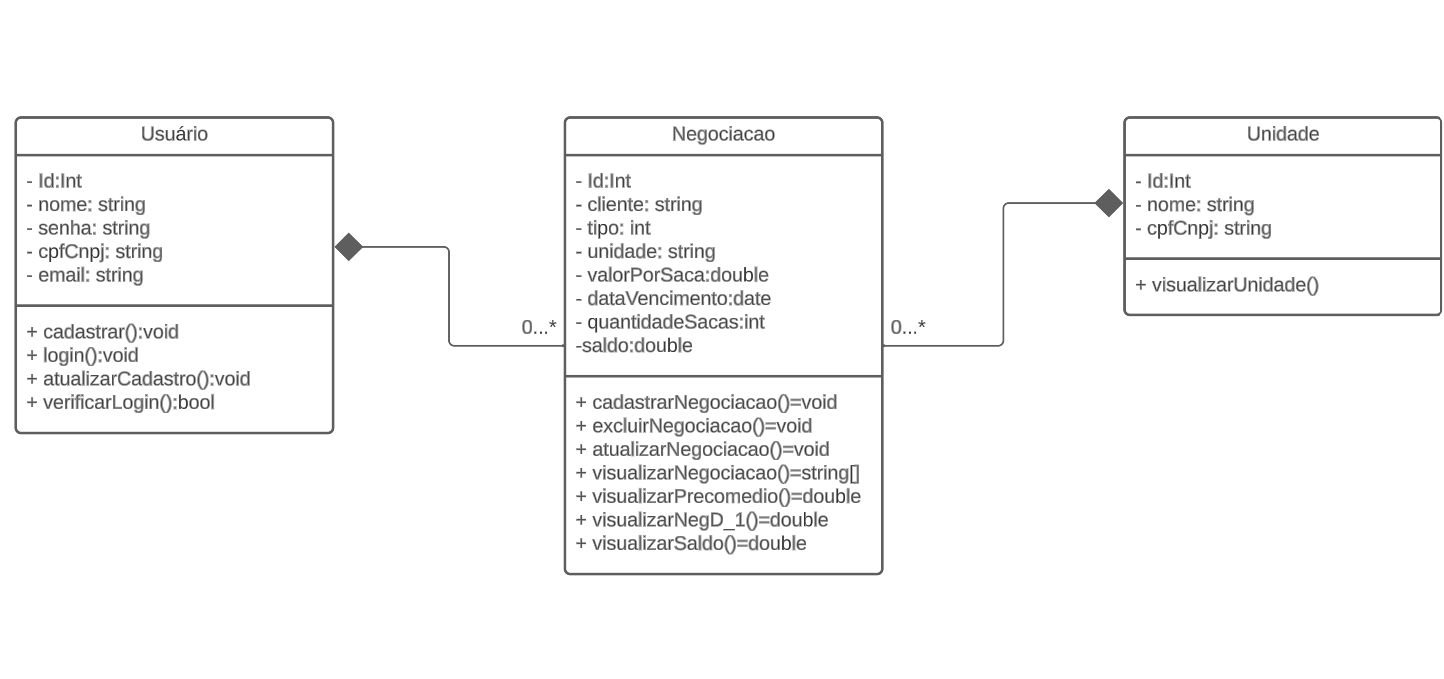 Usuário
- Id:Int
- nome: string
- senha: string
- cpfCnpj: string
- email: string
+ cadastrar():void
+ login():void
+ atualizarCadastro():void
+ verificarLogin():bool
0...*
Negociacao
- Id:Int
- cliente: string
- tipo: int
- unidade: string
- valorPorSaca:double
- dataVencimento:date
- quantidadeSacas:int
-saldo:double
+ cadastrarNegociacao()=void
+ excluirNegociacao()=void
+ atualizarNegociacao()=void
+ visualizarNegociacao()=string[]
+ visualizarPrecomedio()=double
+ visualizarNegD_1()=double
+ visualizarSaldo()=double
0...*
Unidade
- Id:Int
- nome: string
- cpfCnpj: string
+ visualizarUnidade()